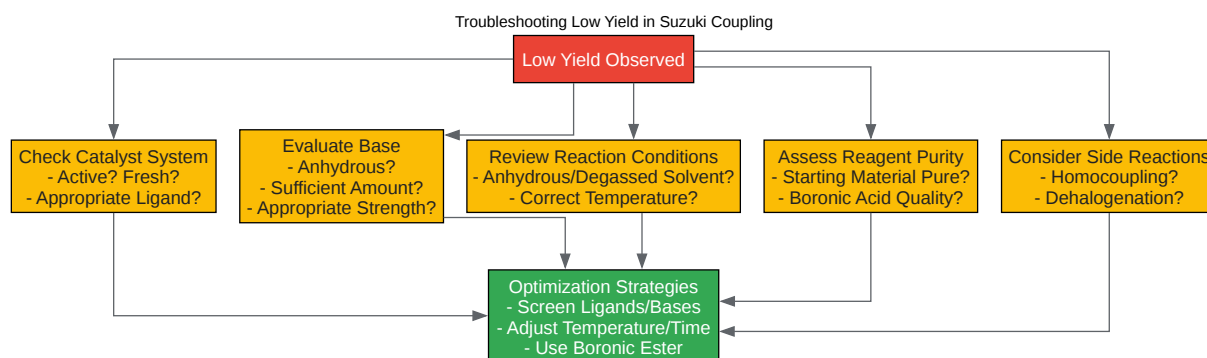 Troubleshooting Low Yield in Suzuki Coupling
Low Yield Observed
Check Catalyst System
- Active? Fresh?
- Appropriate Ligand?
Evaluate Base
- Anhydrous?
- Sufficient Amount?
- Appropriate Strength?
Review Reaction Conditions
- Anhydrous/Degassed Solvent?
- Correct Temperature?
Assess Reagent Purity
- Starting Material Pure?
- Boronic Acid Quality?
Consider Side Reactions
- Homocoupling?
- Dehalogenation?
Optimization Strategies
- Screen Ligands/Bases
- Adjust Temperature/Time
- Use Boronic Ester